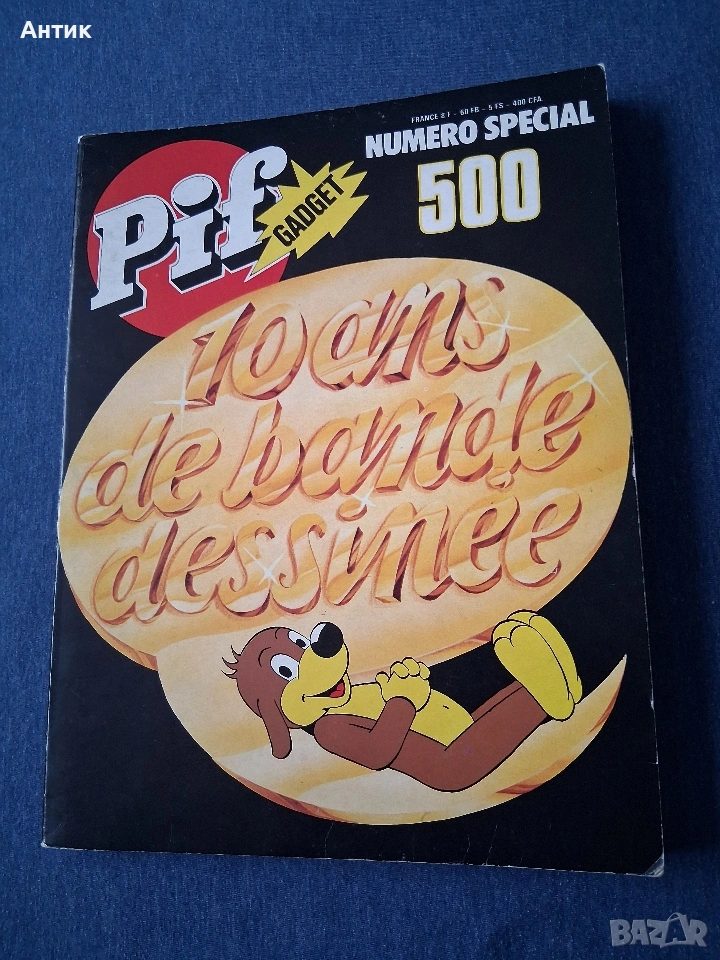 Антик
FRANCE 8 F - 60 FB - 5 FS - 400 CFA
NUMERO SPECIAL
500
Pif
GADGET
10 ans
de bande
dessinée
BAZAR